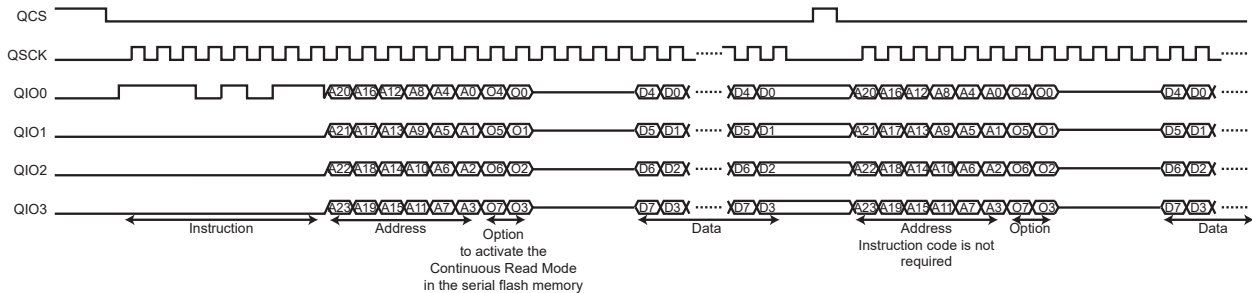 QCS
QSCK
QIO0 A20 A16 A12 A8 A4 A0 O4 O0 D4 D0 ...... D4 D0 A20 A16 A12 A8 A4 A0 O4 O0 D4 D0 ......
QIO1 A21 A17 A13 A9 A5 A1 O5 O1 D5 D1 ...... D5 D1 A21 A17 A13 A9 A5 A1 O5 O1 D5 D1 ......
QIO2 A22 A18 A14 A10 A6 A2 O6 O2 D6 D2 ...... D6 D2 A22 A18 A14 A10 A6 A2 O6 O2 D6 D2 ......
QIO3 A23 A19 A15 A11 A7 A3 O7 O3 D7 D3 ...... D7 D3 A23 A19 A15 A11 A7 A3 O7 O3 D7 D3 ......
Instruction Address Data Address Option Data
Option
to activate the
Continuous Read Mode
in the serial flash memory
Instruction code is not
required